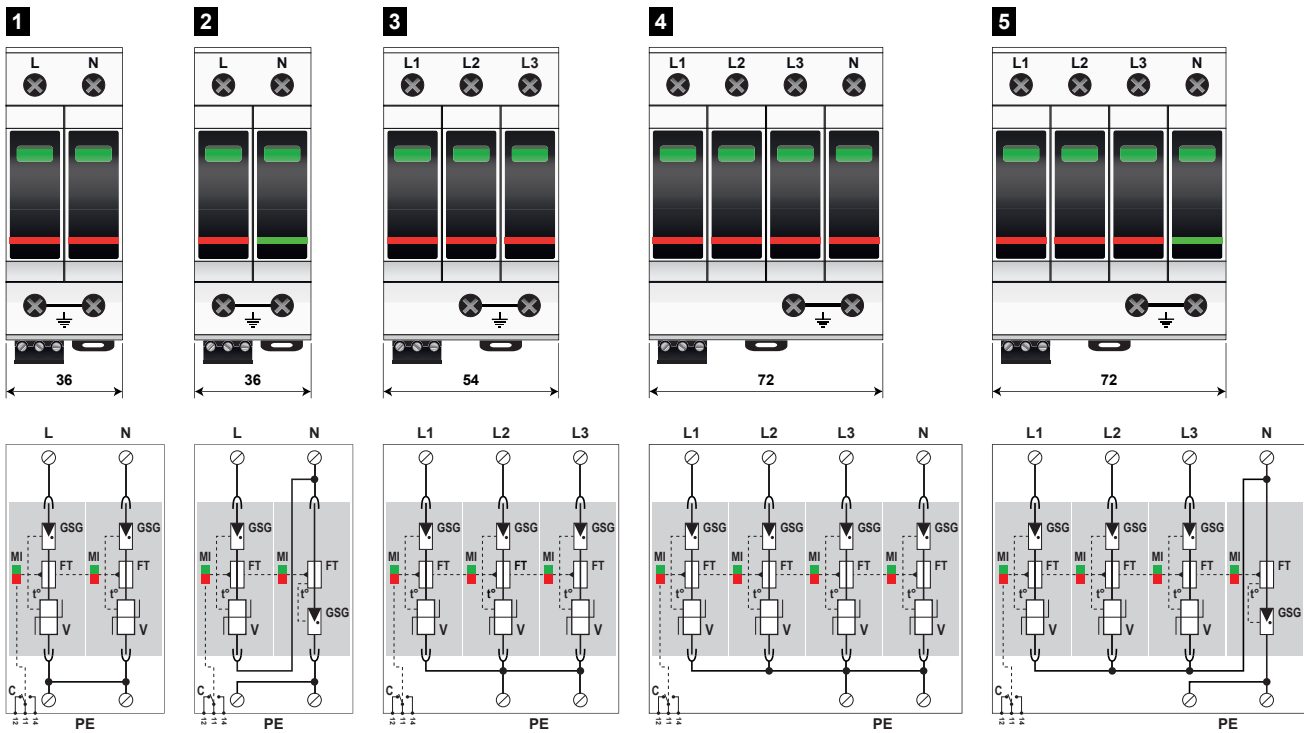 1 2 3 4 5
L N L N L1 L2 L3 L1 L2 L3 N L1 L2 L3 N
36 36 54 72 72
L N L N L1 L2 L3 L1 L2 L3 N L1 L2 L3 N
GSG GSG GSG GSG GSG GSG GSG GSG GSG GSG GSG GSG GSG
MI FT MI FT MI FT MI FT MI FT MI FT MI FT MI FT MI FT MI FT MI FT MI FT MI FT MI FT MI FT
t° t° t° t° t° t° t° t° t° t° t° t° t° t° t°
GSG GSG
V V V V V V V V V V V V V
C C C C C
12 11 14 12 11 14 12 11 14 12 11 14 12 11 14
PE PE PE PE PE